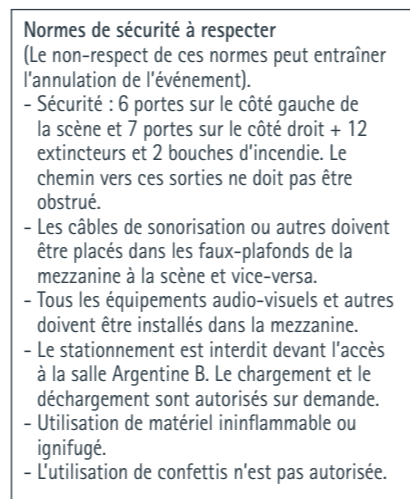 Normes de sécurité à respecter
(Le non-respect de ces normes peut entraîner
l'annulation de l'événement).
- Sécurité : 6 portes sur le côté gauche de
la scène et 7 portes sur le côté droit + 12
extincteurs et 2 bouches d'incendie. Le
chemin vers ces sorties ne doit pas être
obstrué.
- Les câbles de sonorisation ou autres doivent
être placés dans les faux-plafonds de la
mezzanine à la scène et vice-versa.
- Tous les équipements audio-visuels et autres
doivent être installés dans la mezzanine.
- Le stationnement est interdit devant l'accès
à la salle Argentine B. Le chargement et le
déchargement sont autorisés sur demande.
- Utilisation de matériel ininflammable ou
ignifugé.
- L'utilisation de confettis n'est pas autorisée.